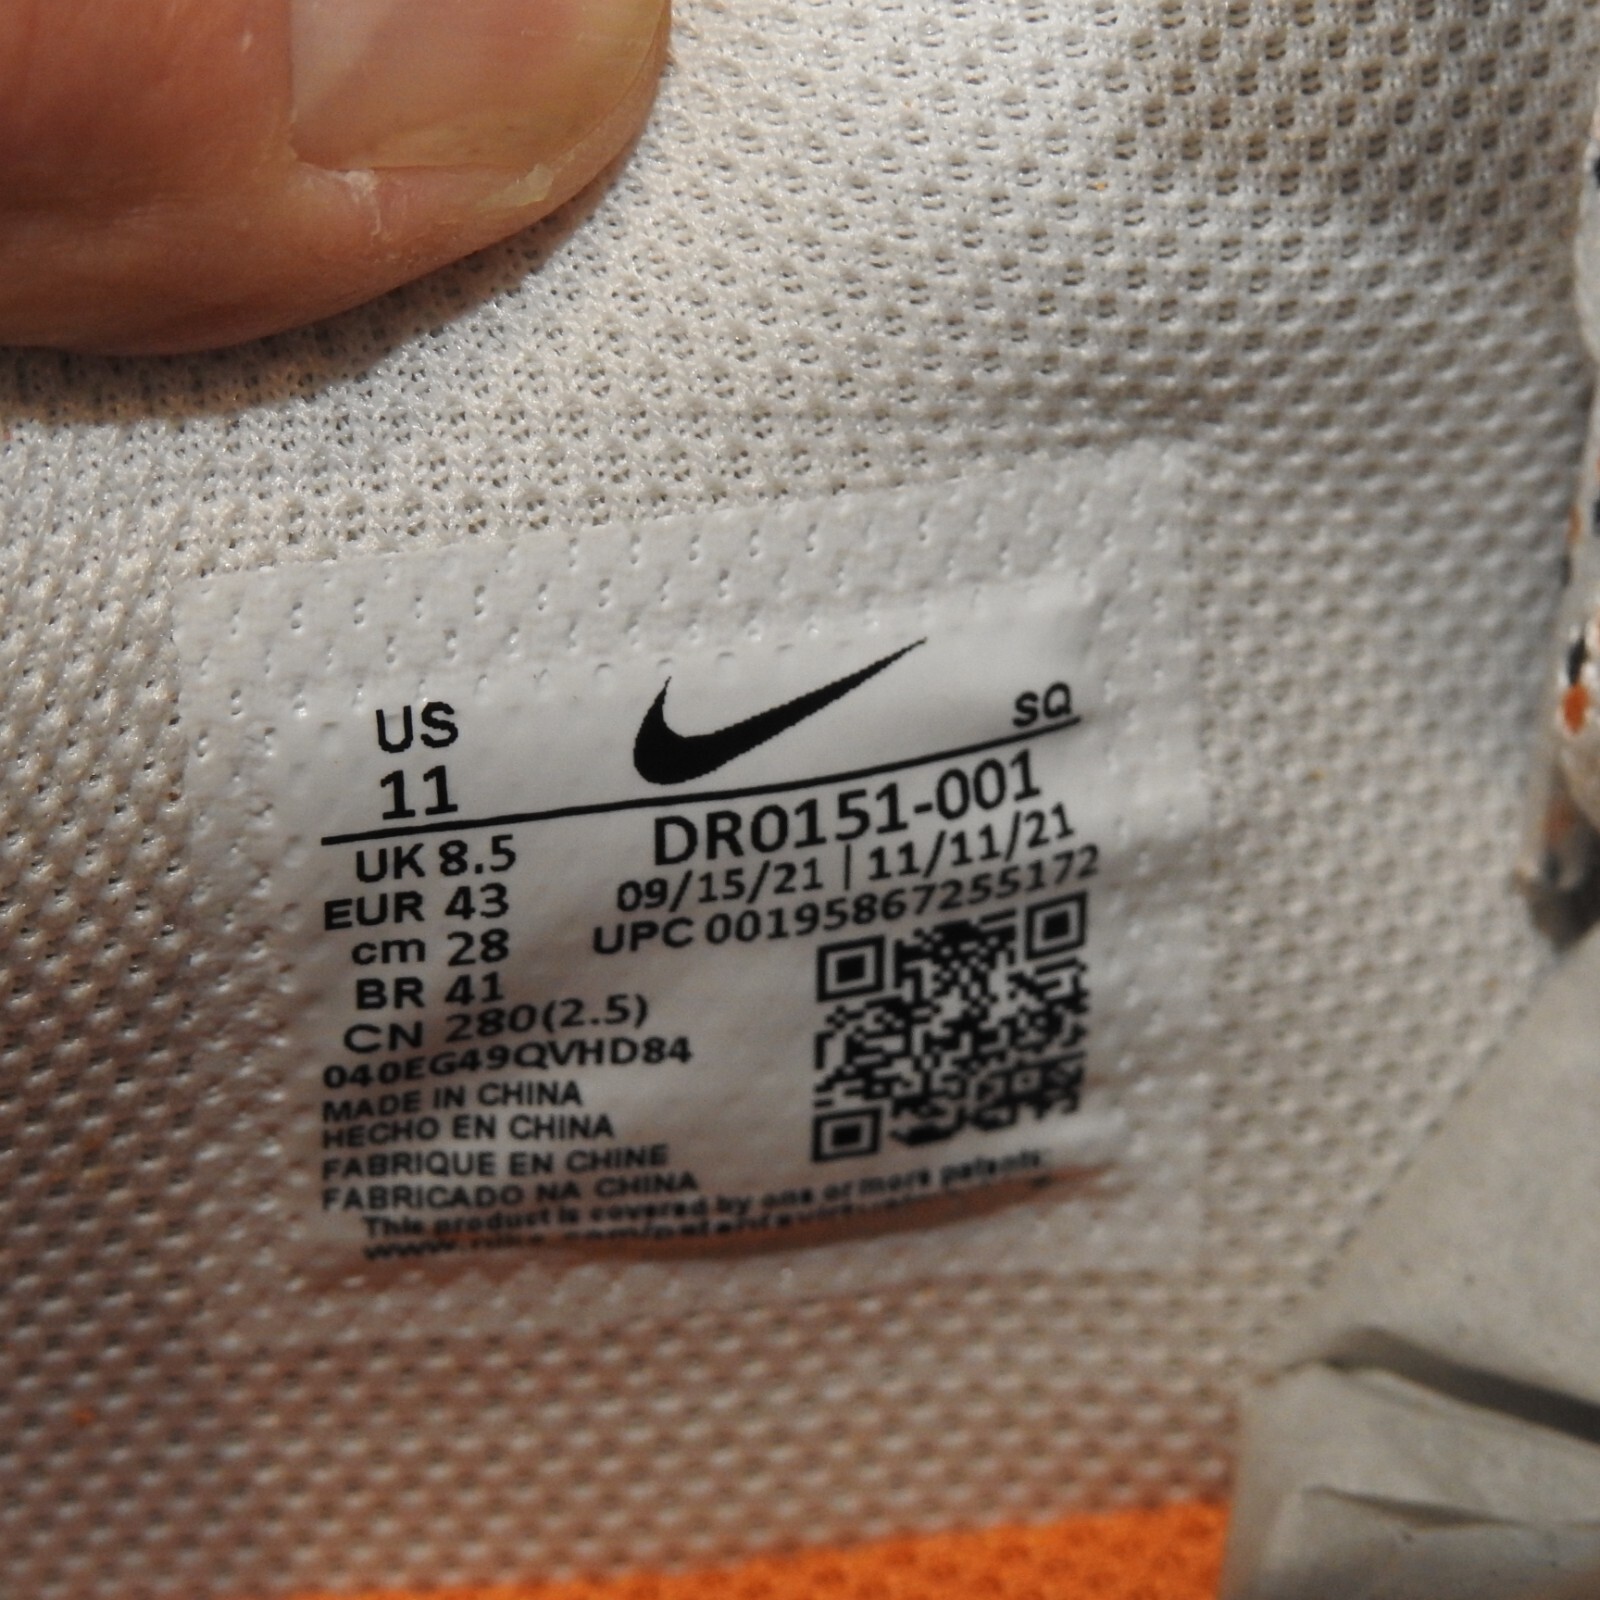 US
11
SQ
UK 8.5
EUR 43
cm 28
BR 41
CN 280(2.5)
DR0151-001
09/15/21 | 11/11/21
UPC 00195867255172
040EG49QVHD84
MADE IN CHINA
HECHO EN CHINA
FABRIQUE EN CHINE
FABRICADO NA CHINA
This product is covered by one or more patents: